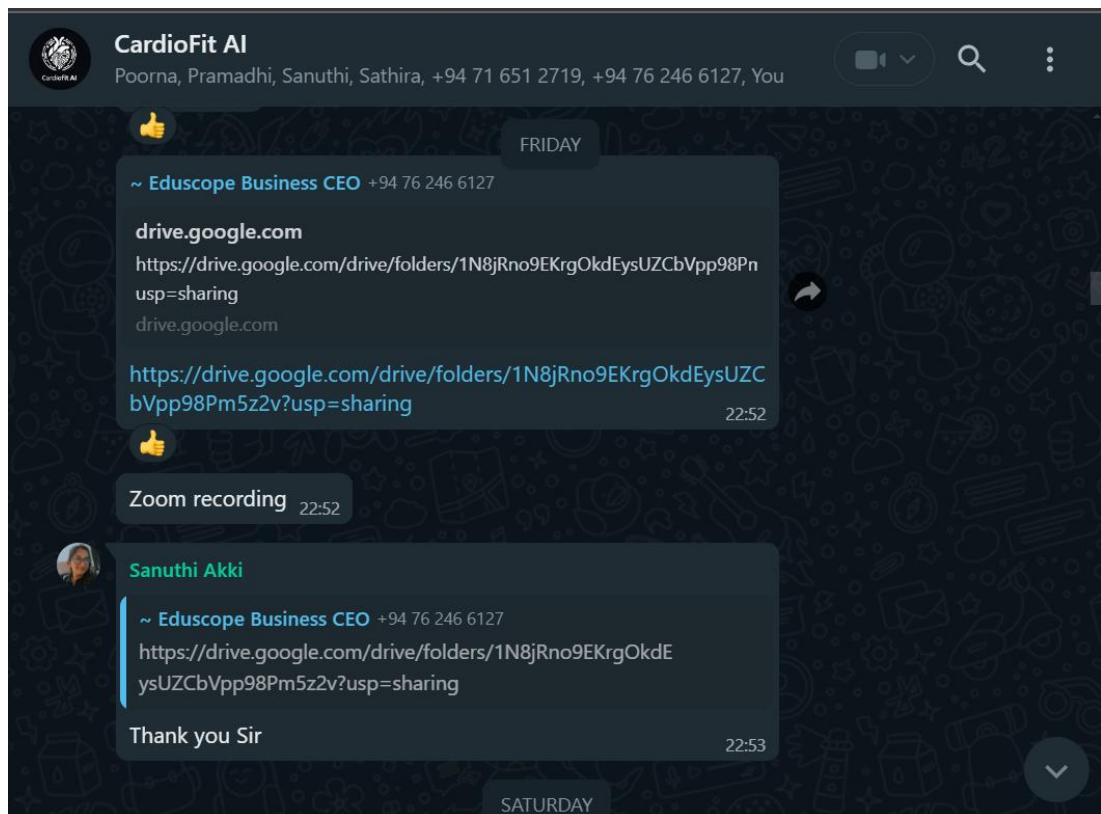 CardioFit AI
Poorna, Pramadhi, Sanuthi, Sathira, +94 71 651 2719, +94 76 246 6127, You
CardioFit AI
FRIDAY
~ Eduscope Business CEO +94 76 246 6127
drive.google.com
https://drive.google.com/drive/folders/1N8jRno9EKrgOkdEysUZCbVpp98Pm
usp=sharing
drive.google.com
https://drive.google.com/drive/folders/1N8jRno9EKrgOkdEysUZC
bVpp98Pm5z2v?usp=sharing
22:52
Zoom recording 22:52
Sanuthi Akki
~ Eduscope Business CEO +94 76 246 6127
https://drive.google.com/drive/folders/1N8jRno9EKrgOkdE
ysUZCbVpp98Pm5z2v?usp=sharing
Thank you Sir
22:53
SATURDAY